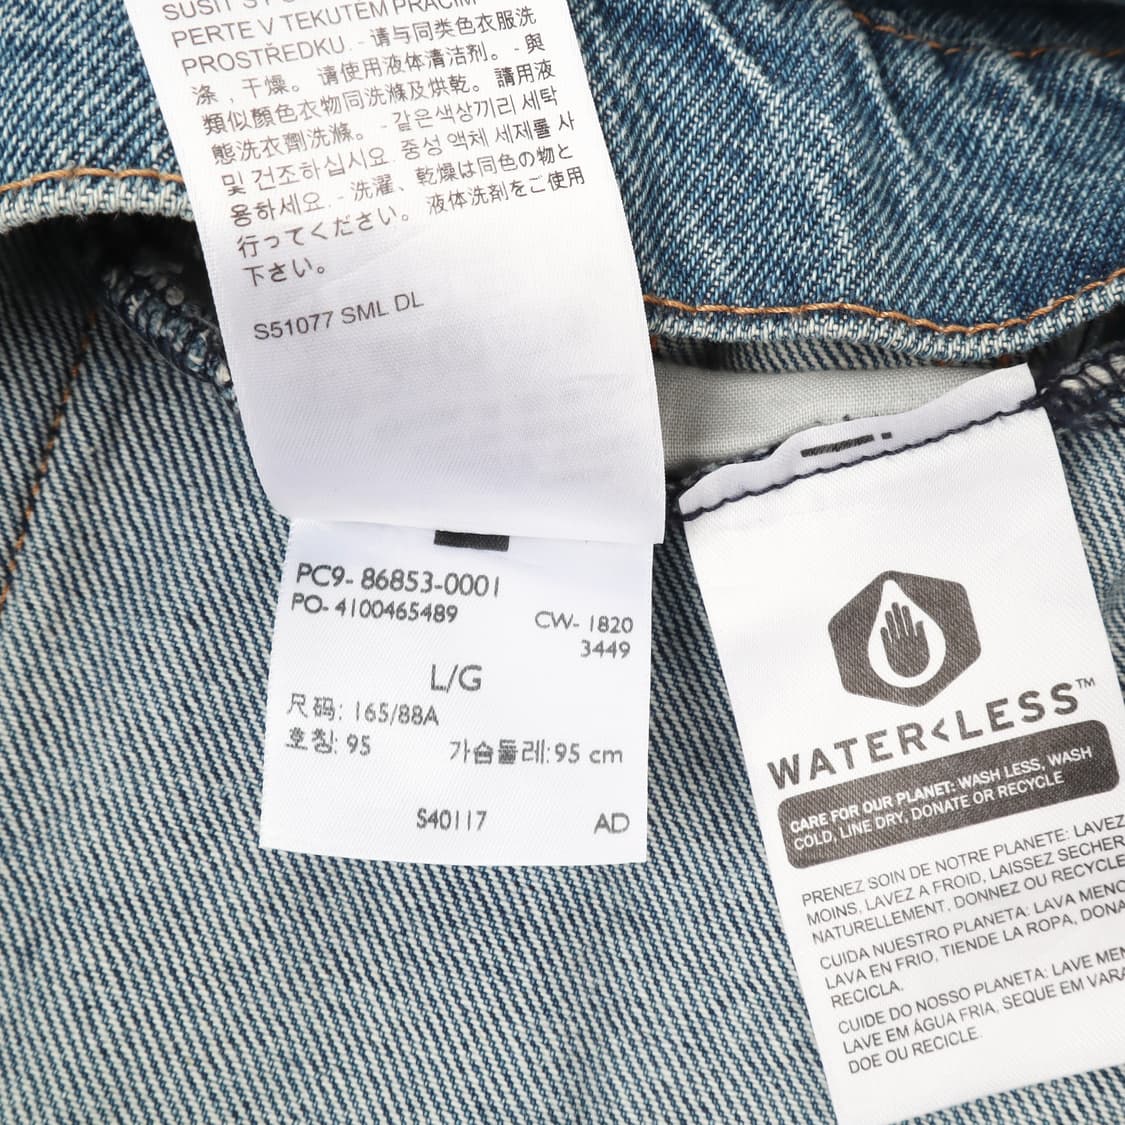 PERTE V TEKUTÉM PRACÍM
PROSTŘEDKU. - 请与同类色衣服洗
涤，干燥。 请使用液体清洁剂。 - 與
類似顏色衣物同洗滌及烘乾。 請用液
態洗衣劑洗滌。 - 같은색상끼리 세탁
및 건조하십시요. 중성 액체 세제를 사
용하세요. - 洗濯、乾燥は同色の物と
行ってください。 液体洗剤をご使用
下さい。
S51077 SML DL
PC9- 86853-0001
PO- 4100465489
CW- 1820
3449
L/G
尺码: 165/88A
호칭: 95
가슴둘레: 95 cm
S40117
AD
WATER<LESS™
CARE FOR OUR PLANET: WASH LESS, WASH
COLD, LINE DRY, DONATE OR RECYCLE
PRENEZ SOIN DE NOTRE PLANETE: LAVEZ
MOINS, LAVEZ A FROID, LAISSEZ SECHER
NATURELLEMENT, DONNEZ OU RECYCLE
CUIDA NUESTRO PLANETA: LAVA MENO
LAVA EN FRIO, TIENDE LA ROPA, DONA
RECICLA.
CUIDE DO NOSSO PLANETA: LAVE MEN
LAVE EM ÁGUA FRIA, SEQUE EM VARA
DOE OU RECICLE.